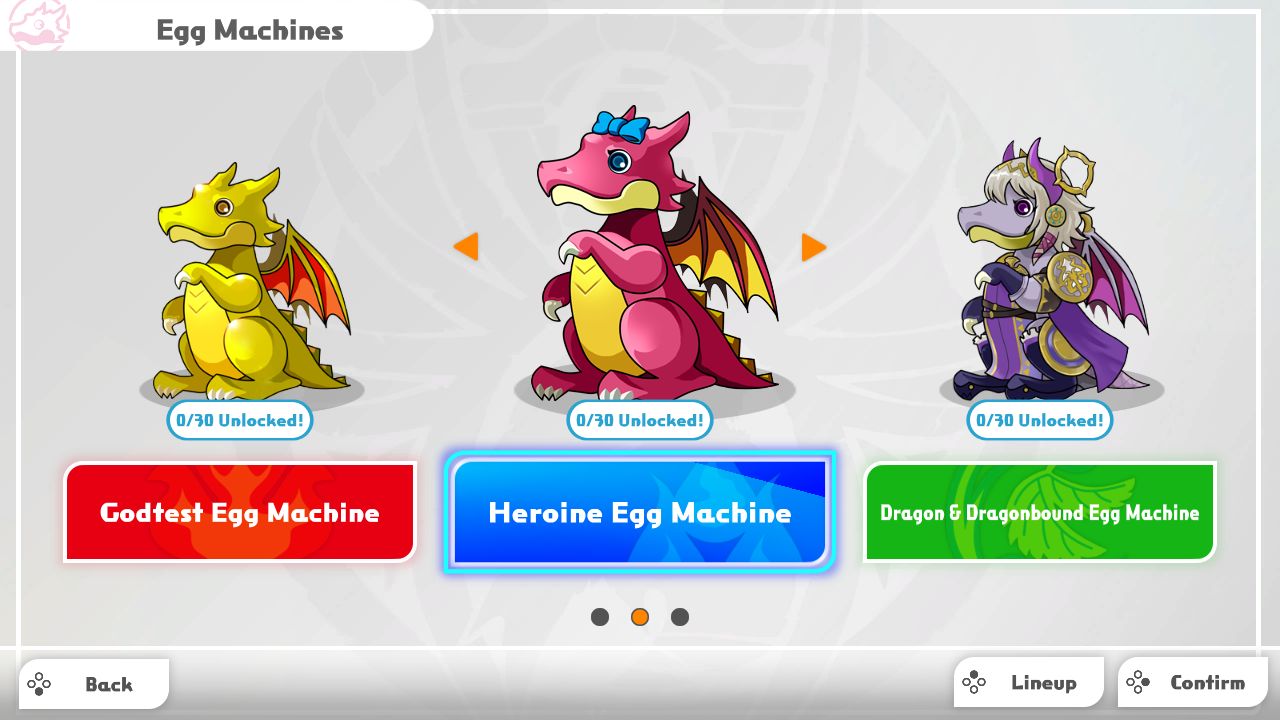 Egg Machines
0/30 Unlocked!
0/30 Unlocked!
0/30 Unlocked!
Godtest Egg Machine
Heroine Egg Machine
Dragon & Dragonbound Egg Machine
Back
Lineup
Confirm